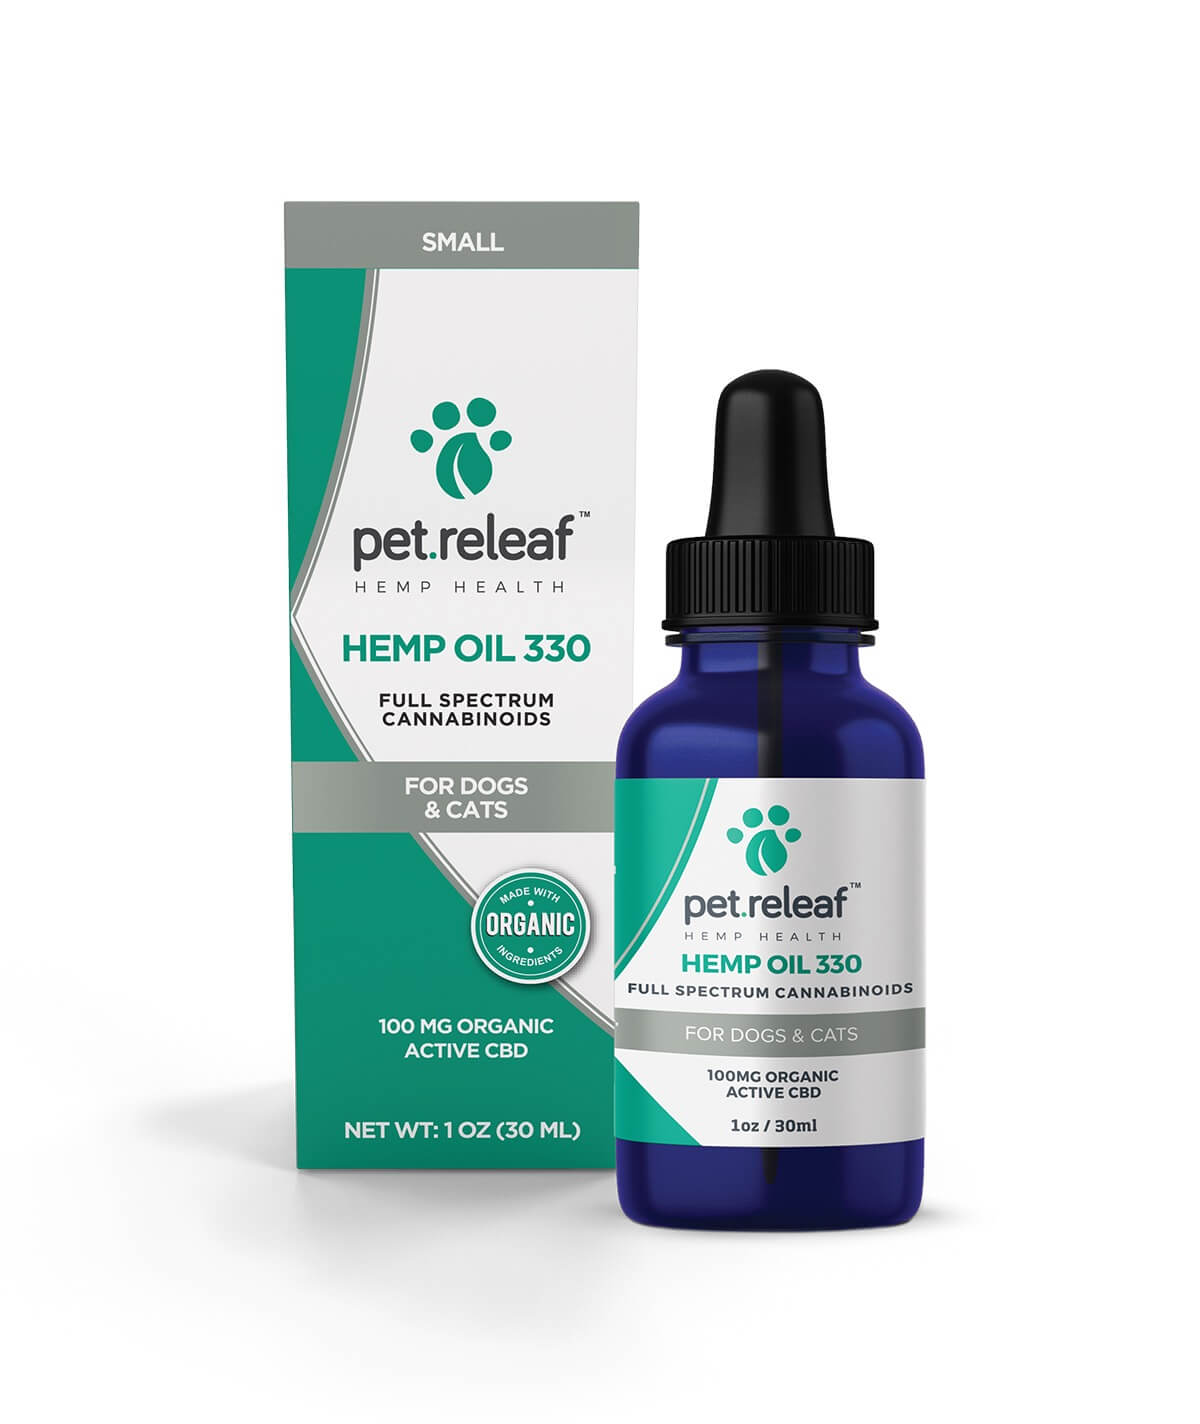 SMALL
pet.releaf™
HEMP HEALTH
HEMP OIL 330
FULL SPECTRUM
CANNABINOIDS
FOR DOGS
& CATS
MADE WITH
ORGANIC
INGREDIENTS
100 MG ORGANIC
ACTIVE CBD
NET WT: 1 OZ (30 ML)
pet.releaf™
HEMP HEALTH
HEMP OIL 330
FULL SPECTRUM CANNABINOIDS
FOR DOGS & CATS
100MG ORGANIC
ACTIVE CBD
1oz / 30ml